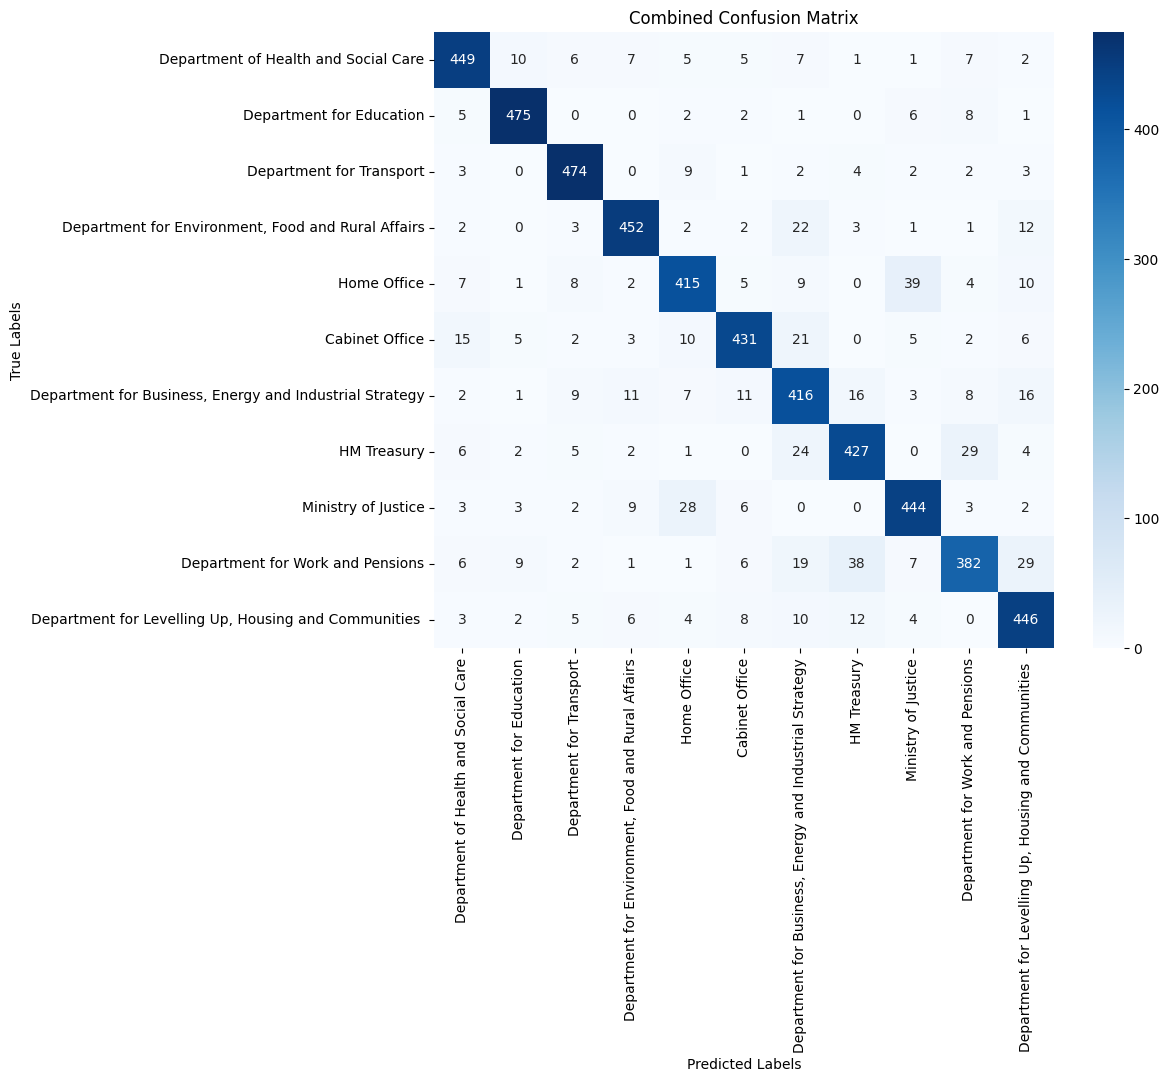 Combined Confusion Matrix
True Labels
Department of Health and Social Care 449 10 6 7 5 5 7 1 1 7 2
Department for Education 5 475 0 0 2 2 1 0 6 8 1
Department for Transport 3 0 474 0 9 1 2 4 2 2 3
Department for Environment, Food and Rural Affairs 2 0 3 452 2 2 22 3 1 1 12
Home Office 7 1 8 2 415 5 9 0 39 4 10
Cabinet Office 15 5 2 3 10 431 21 0 5 2 6
Department for Business, Energy and Industrial Strategy 2 1 9 11 7 11 416 16 3 8 16
HM Treasury 6 2 5 2 1 0 24 427 0 29 4
Ministry of Justice 3 3 2 9 28 6 0 0 444 3 2
Department for Work and Pensions 6 9 2 1 1 6 19 38 7 382 29
Department for Levelling Up, Housing and Communities 3 2 5 6 4 8 10 12 4 0 446
Department of Health and Social Care
Department for Education
Department for Transport
Department for Environment, Food and Rural Affairs
Home Office
Cabinet Office
Department for Business, Energy and Industrial Strategy
HM Treasury
Ministry of Justice
Department for Work and Pensions
Department for Levelling Up, Housing and Communities
Predicted Labels
400
300
200
100
0